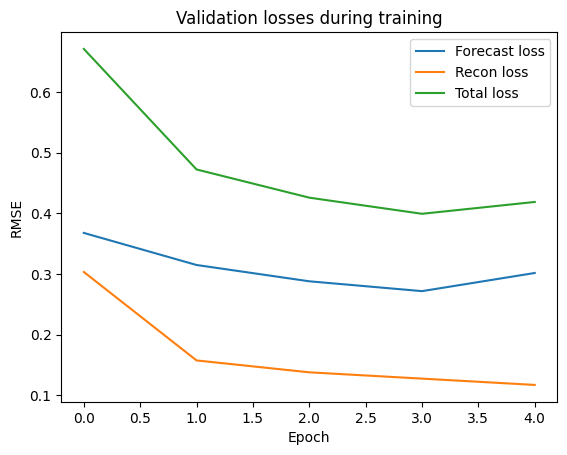 Validation losses during training
Forecast loss
Recon loss
Total loss
RMSE
0.6
0.5
0.4
0.3
0.2
0.1
0.0 0.5 1.0 1.5 2.0 2.5 3.0 3.5 4.0
Epoch